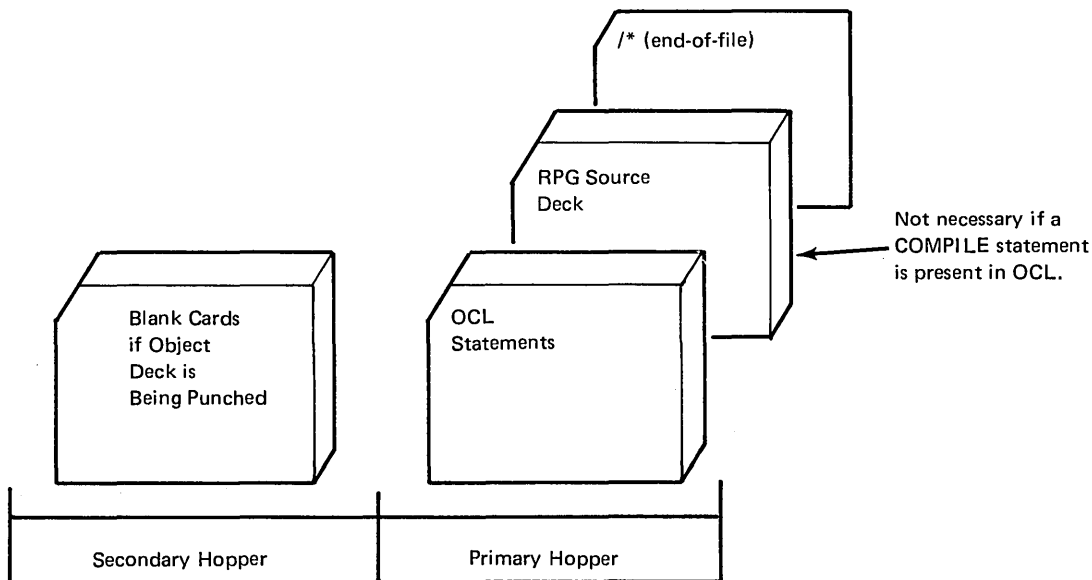 /* (end-of-file)
RPG Source
Deck
Not necessary if a
COMPILE statement
is present in OCL.
Blank Cards
if Object
Deck is
Being Punched
OCL
Statements
Secondary Hopper
Primary Hopper